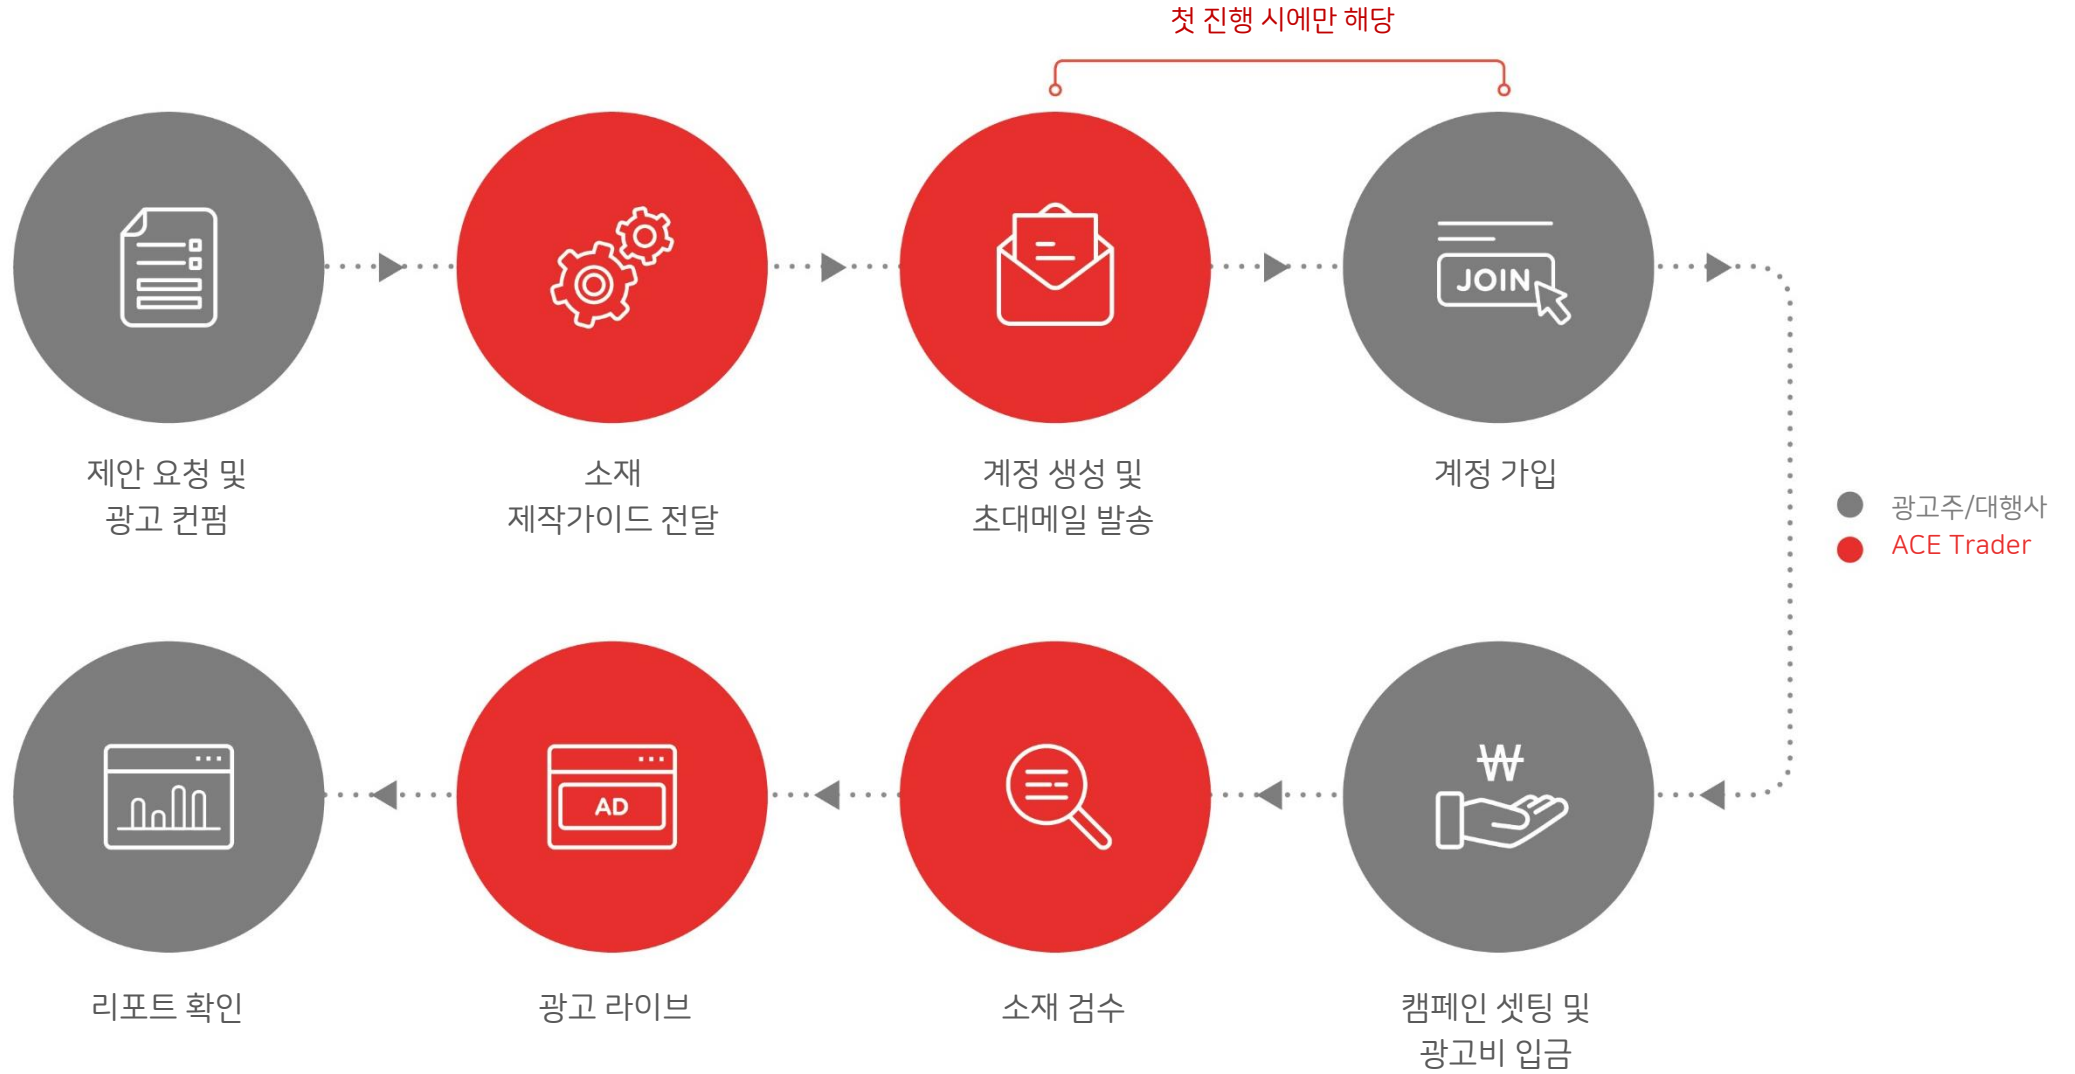 첫 진행 시에만 해당
JOIN
제안 요청 및
광고 컨펌
소재
제작가이드 전달
계정 생성 및
초대메일 발송
계정 가입
광고주/대행사
ACE Trader
₩
AD
리포트 확인
광고 라이브
소재 검수
캠페인 셋팅 및
광고비 입금